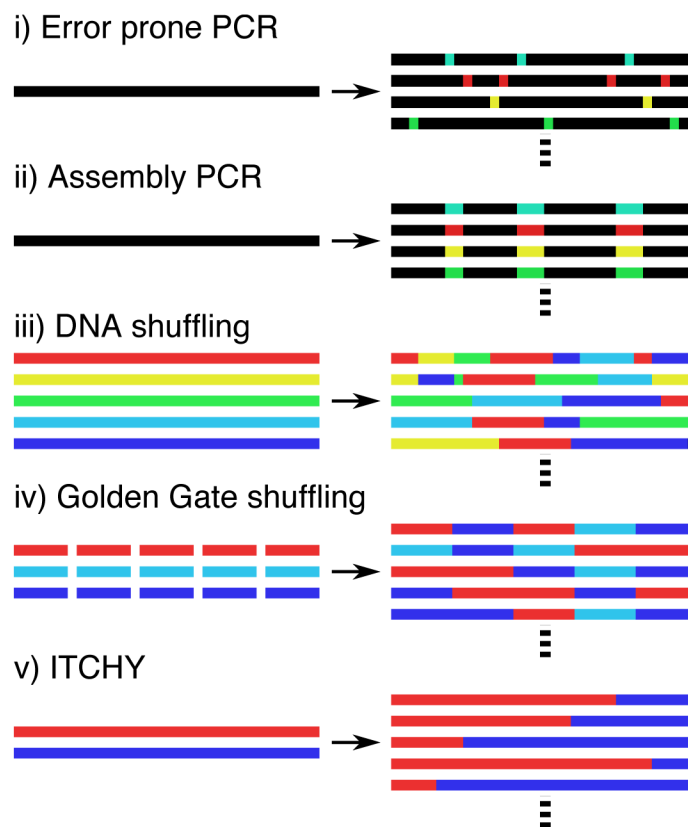 i) Error prone PCR
ii) Assembly PCR
iii) DNA shuffling
iv) Golden Gate shuffling
v) ITCHY